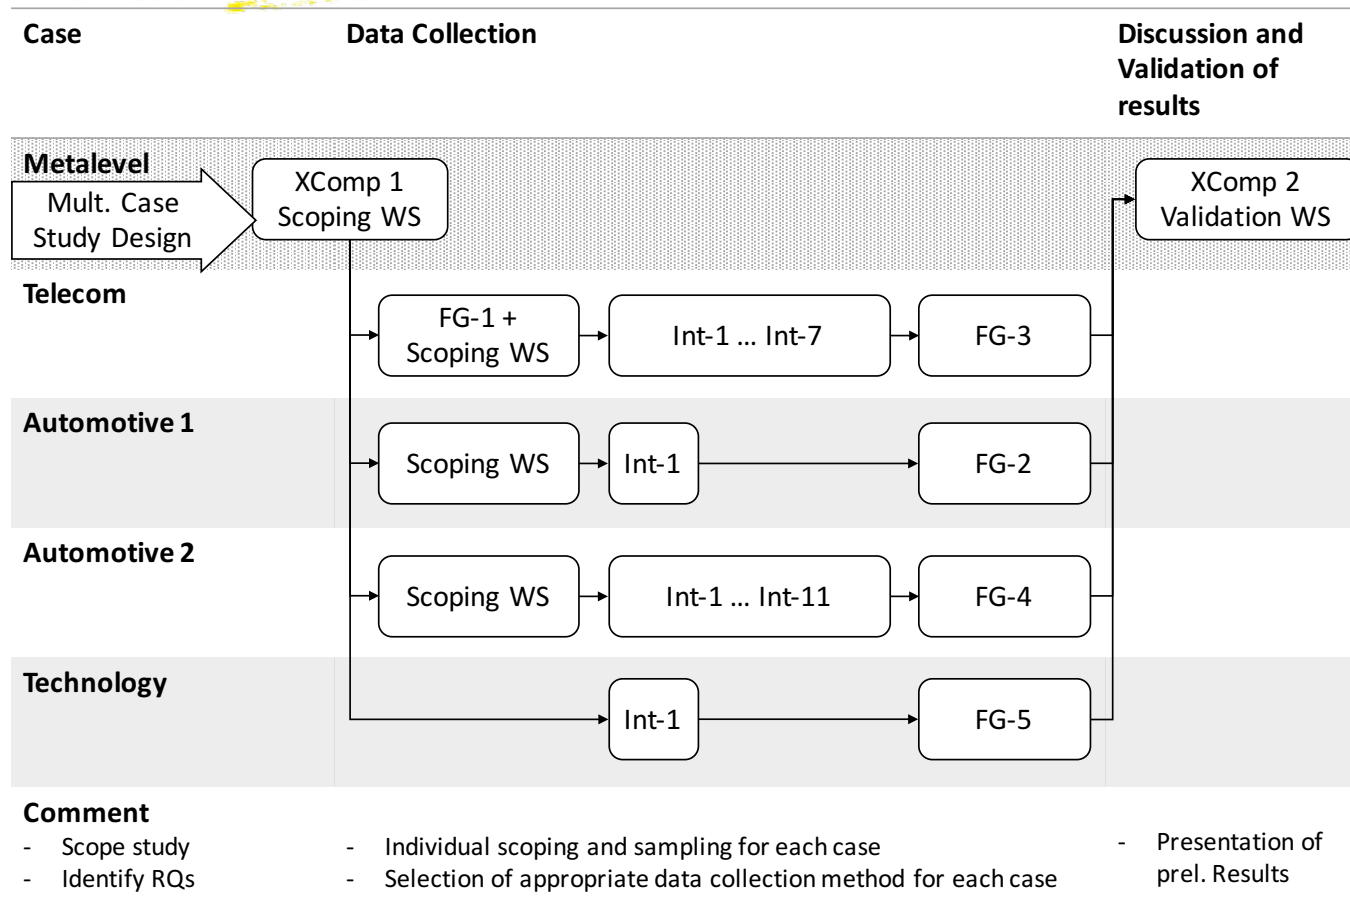 Case
Data Collection
Discussion and
Validation of
results
Metalevel
Mult. Case
Study Design
XComp 1
Scoping WS
XComp 2
Validation WS
Telecom
FG-1 +
Scoping WS
Int-1 ... Int-7
FG-3
Automotive 1
Scoping WS
Int-1
FG-2
Automotive 2
Scoping WS
Int-1 ... Int-11
FG-4
Technology
Int-1
FG-5
Comment
- Scope study
- Identify RQs
- Individual scoping and sampling for each case
- Selection of appropriate data collection method for each case
- Presentation of
prel. Results